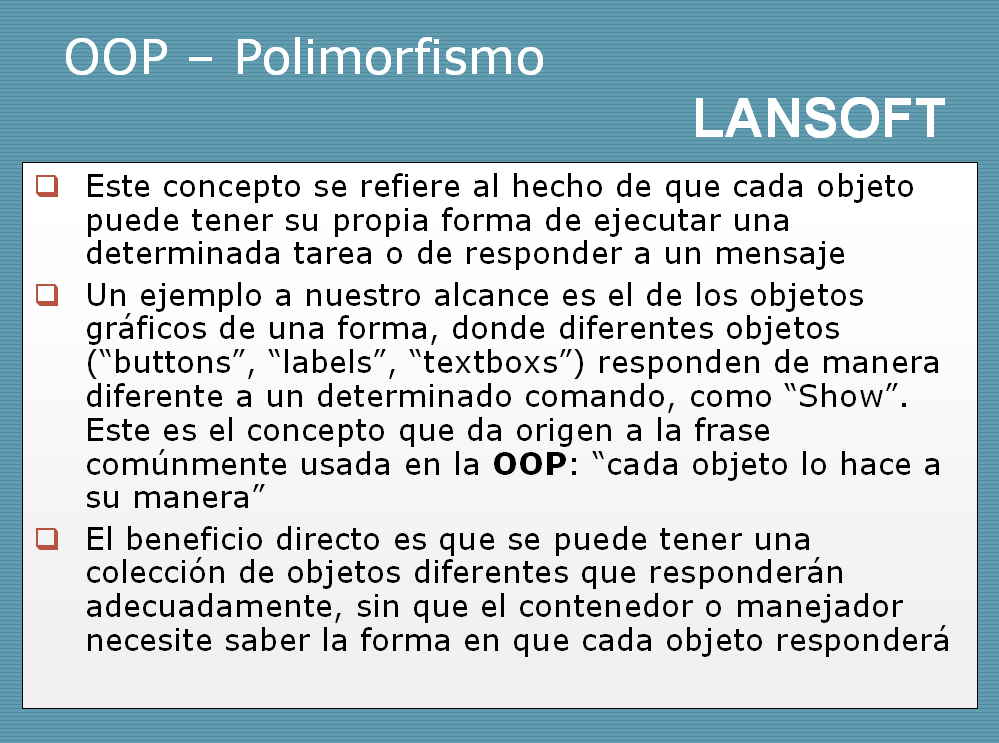 OOP – Polimorfismo
LANSOFT
Este concepto se refiere al hecho de que cada objeto
puede tener su propia forma de ejecutar una
determinada tarea o de responder a un mensaje
Un ejemplo a nuestro alcance es el de los objetos
gráficos de una forma, donde diferentes objetos
(“buttons”, “labels”, “textboxs”) responden de manera
diferente a un determinado comando, como “Show”.
Este es el concepto que da origen a la frase
comúnmente usada en la OOP: “cada objeto lo hace a
su manera”
El beneficio directo es que se puede tener una
colección de objetos diferentes que responderán
adecuadamente, sin que el contenedor o manejador
necesite saber la forma en que cada objeto responderá